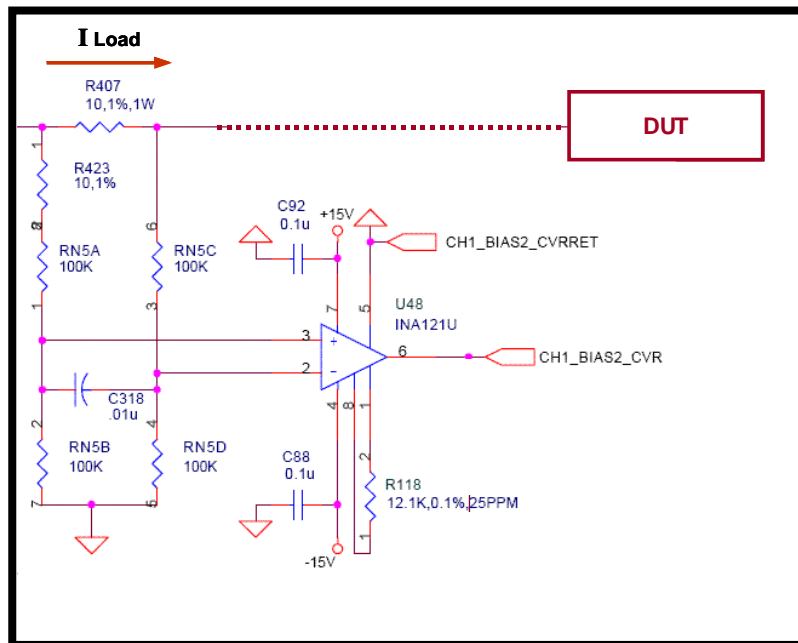 I Load
R407
10,1%,1W
DUT
1
R423
10,1%
2
8
6
C92
0.1u
+15V
RN5A
100K
RN5C
100K
CH1_BIAS2_CVRRET
1
3
7
5
U48
INA121U
3
+
6
CH1_BIAS2_CVR
2
-
C318
.01u
4
8
1
2
4
C88
0.1u
2
RN5B
100K
RN5D
100K
R118
12.1K,0.1%,25PPM
7
5
1
-15V